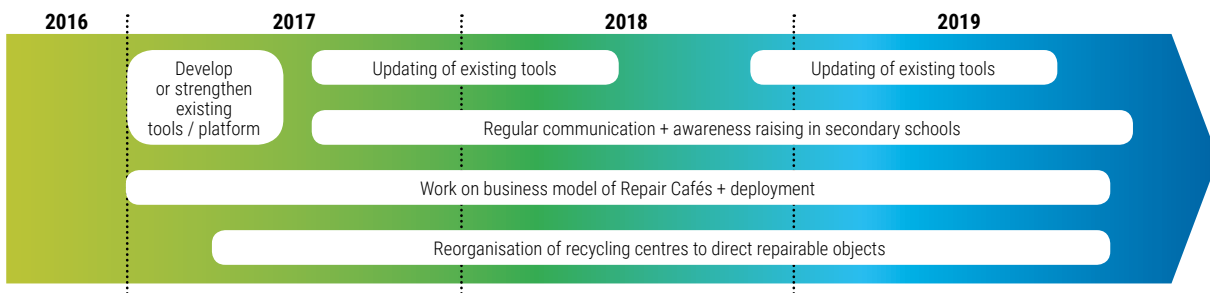 2016 2017 2018 2019
Develop
or strengthen
existing
tools / platform
Updating of existing tools
Updating of existing tools
Regular communication + awareness raising in secondary schools
Work on business model of Repair Cafés + deployment
Reorganisation of recycling centres to direct repairable objects